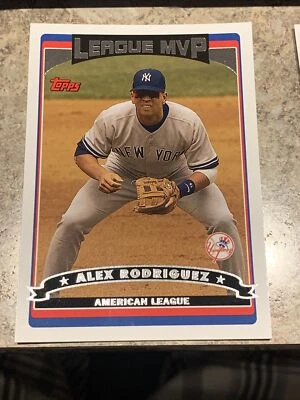 LEAGUE MVP
Topps
NY
NEW YORK
ALEX RODRIGUEZ
AMERICAN LEAGUE